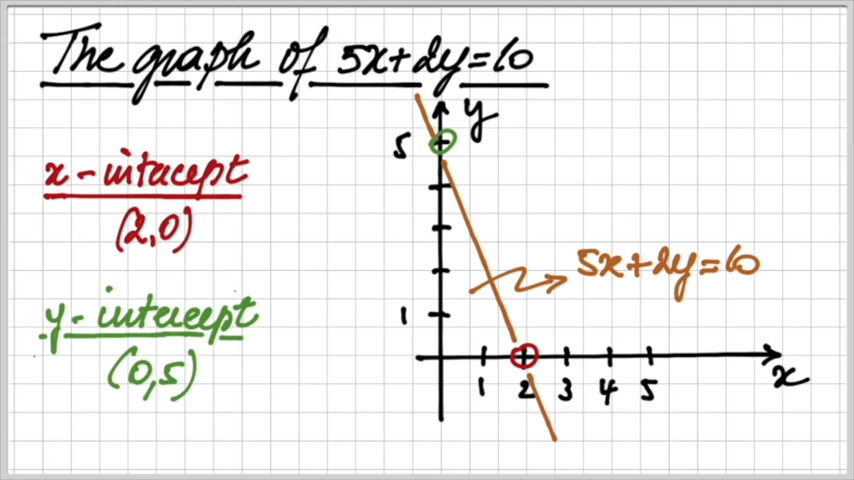 The graph of 5x+2y=10
y
5
x-intercept
(2,0)
5x+2y=10
y-intercept
1
(0,5)
1 2 3 4 5
x